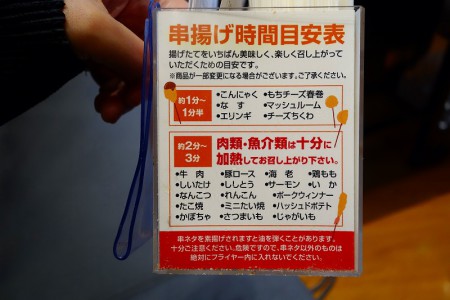 串揚げ時間目安表
揚げたてをいちばん美味しく、楽しく召し上がって
いただくための目安です。
※商品が一部変更になる場合がございます。ご了承ください。
約1分〜
1分半
•こんにゃく •もちチーズ春巻
•なす •マッシュルーム
•エリンギ •チーズちくわ
約2分〜
3分
肉類・魚介類は十分に
加熱してお召し上がり下さい。
•牛肉 •豚ロース •海老 •鶏もも
•しいたけ •ししとう •サーモン •いか
•なんこつ •れんこん •ポークウィンナー
•たこ焼 •ミニたい焼 •ハッシュドポテト
•かぼちゃ •さつまいも •じゃがいも
串ネタを素揚げされますと油を弾くことがあります。
十分ご注意ください。危険ですので、串ネタ以外のものは
絶対にフライヤー内に入れないでください。